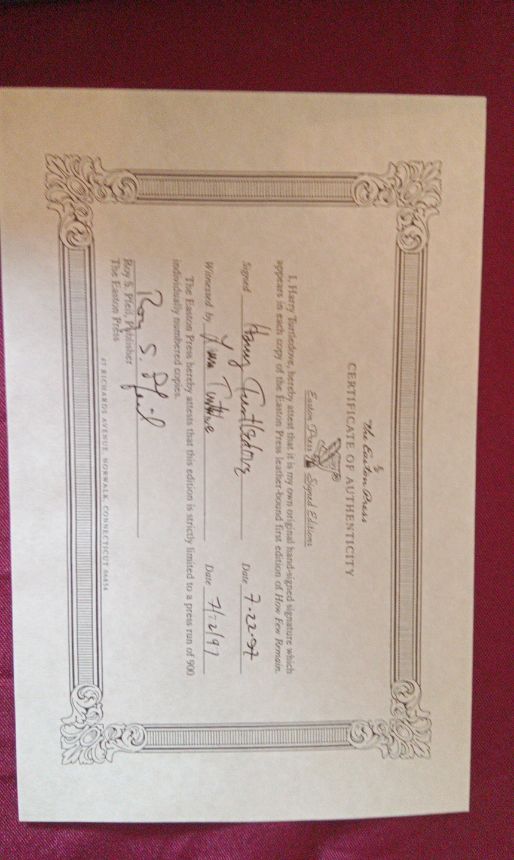 The Easton Press
CERTIFICATE OF AUTHENTICITY
Easton Press Signed Editions
I, Harry Turtledove, hereby attest that it is my own original hand-signed signature which
appears in each copy of the Easton Press leather-bound first edition of How Few Remain.
Signed Harry Turtledove Date 7-22-97
Witnessed by Date 7/22/97
The Easton Press hereby attests that this edition is strictly limited to a press run of 900
individually numbered copies.
Roy S. Pfeil
Roy S. Pfeil, Publisher
The Easton Press
47 RICHARDS AVENUE, NORWALK, CONNECTICUT 06856